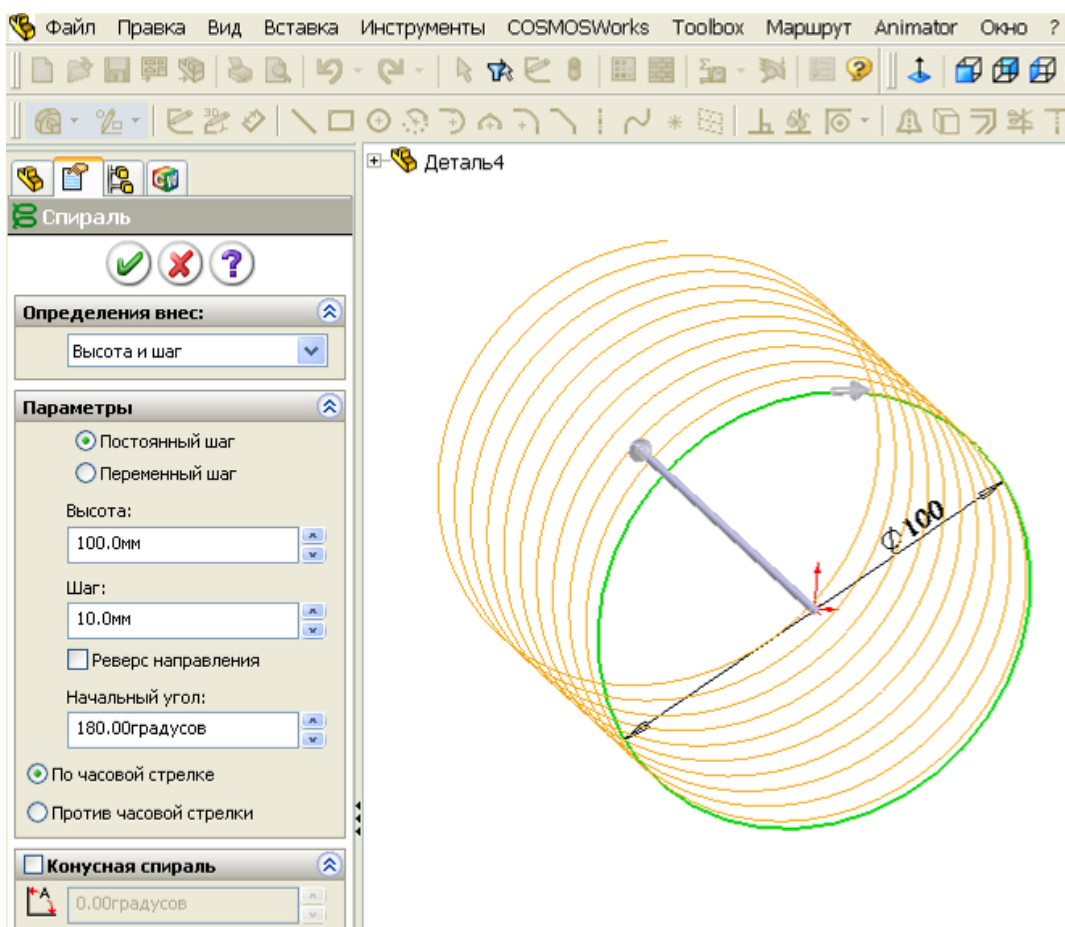 Файл Правка Вид Вставка Инструменты COSMOSWorks Toolbox Маршрут Animator Окно ?
Деталь4
Спираль
Определения внес:
Высота и шаг
Параметры
Постоянный шаг
Переменный шаг
Высота:
100.0мм
Шаг:
10.0мм
Реверс направления
Начальный угол:
180.00градусов
По часовой стрелке
Против часовой стрелки
Конусная спираль
A
0.00градусов
∅100